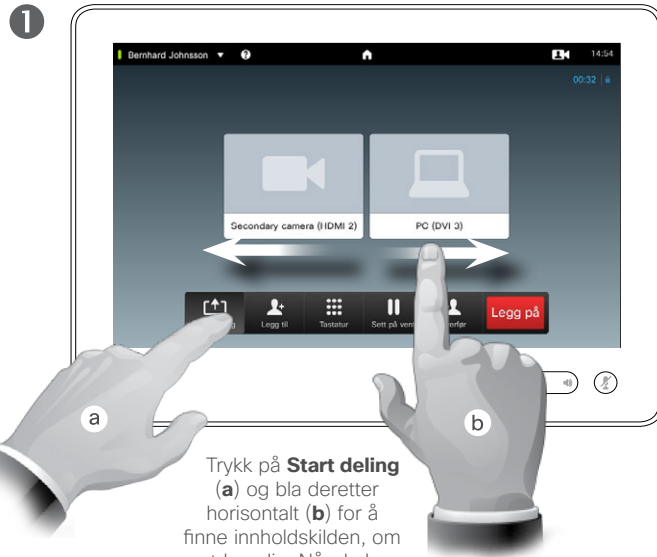 1
Bernhard Johnsson
?
14:54
00:32
Secondary camera (HDMI 2)
PC (DVI 3)
Legg til
Tastatur
Sett på vent
Legg på
a
b
Trykk på Start deling
(a) og bla deretter
horisontalt (b) for å
finne innholdskilden, om